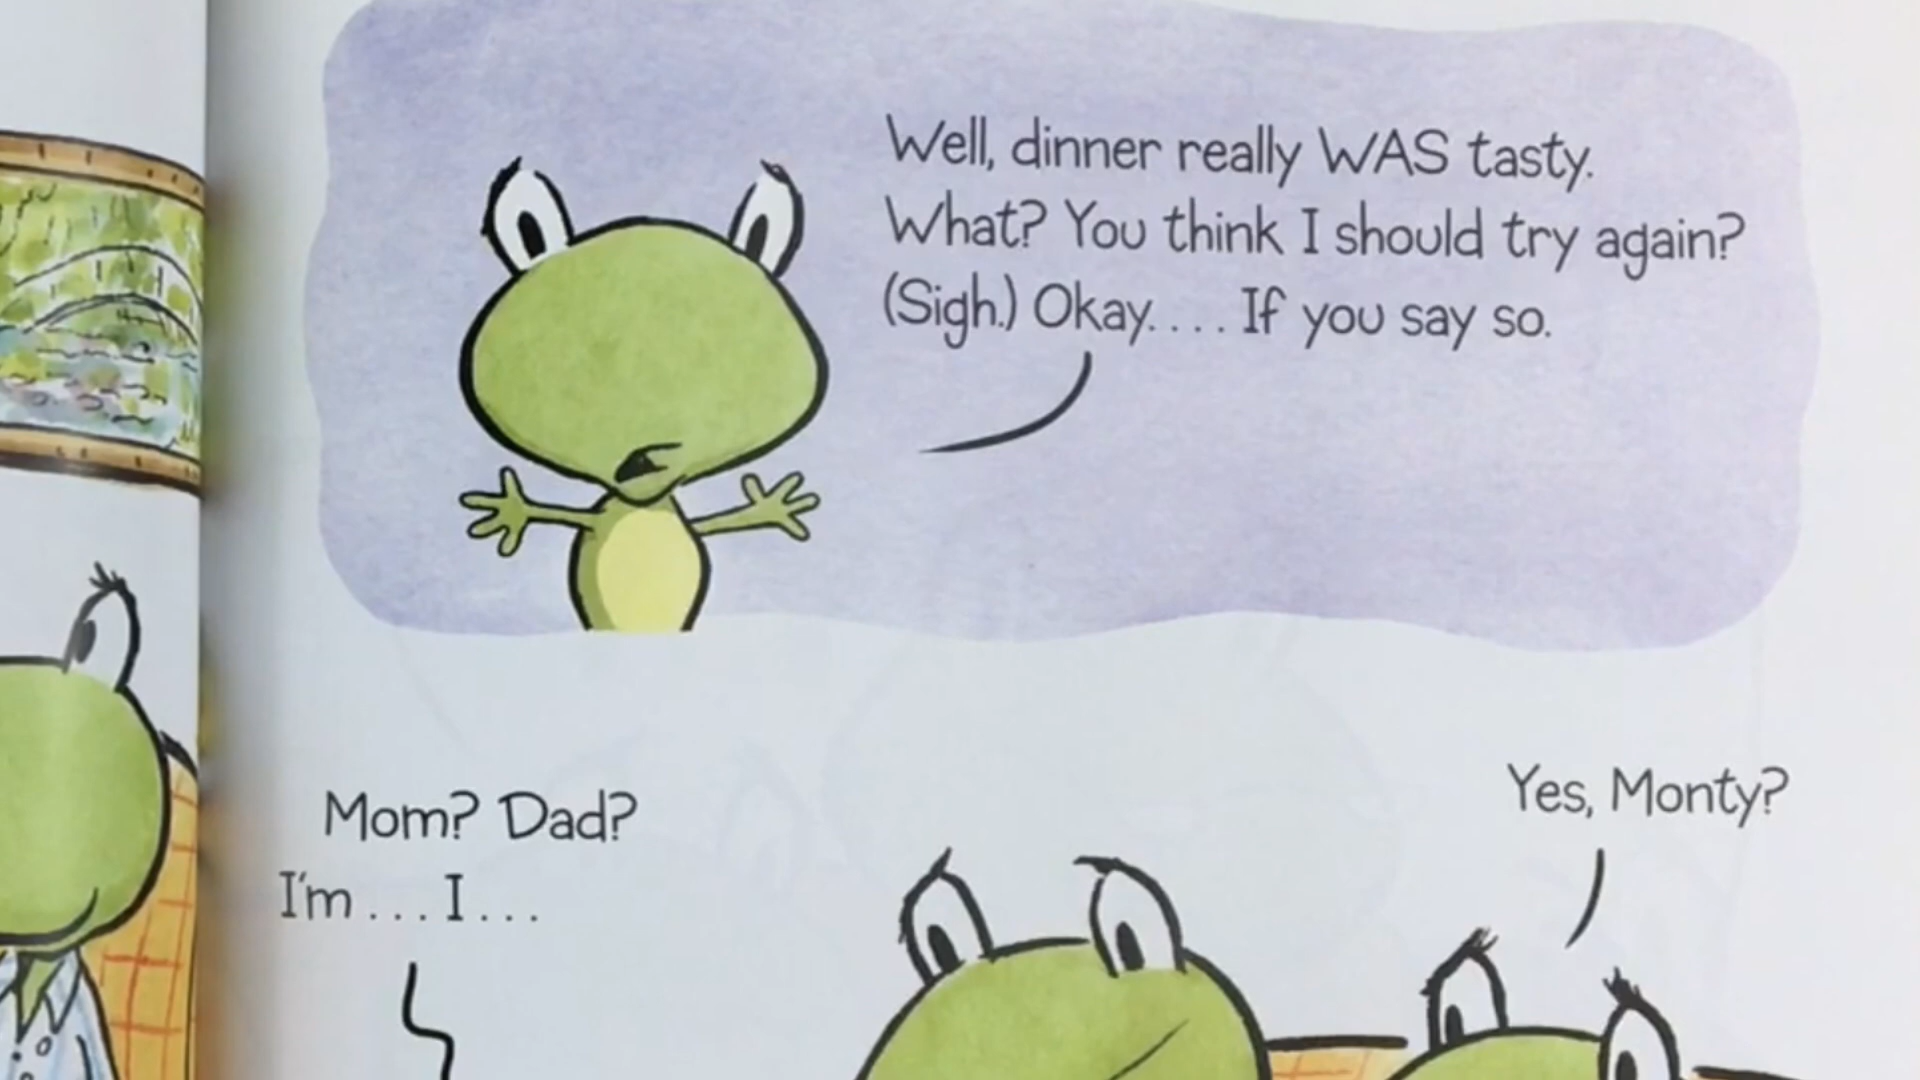 Well, dinner really WAS tasty.
What? You think I should try again?
(Sigh.) Okay. . . . If you say so.
Mom? Dad?
I'm . . . I . . .
Yes, Monty?